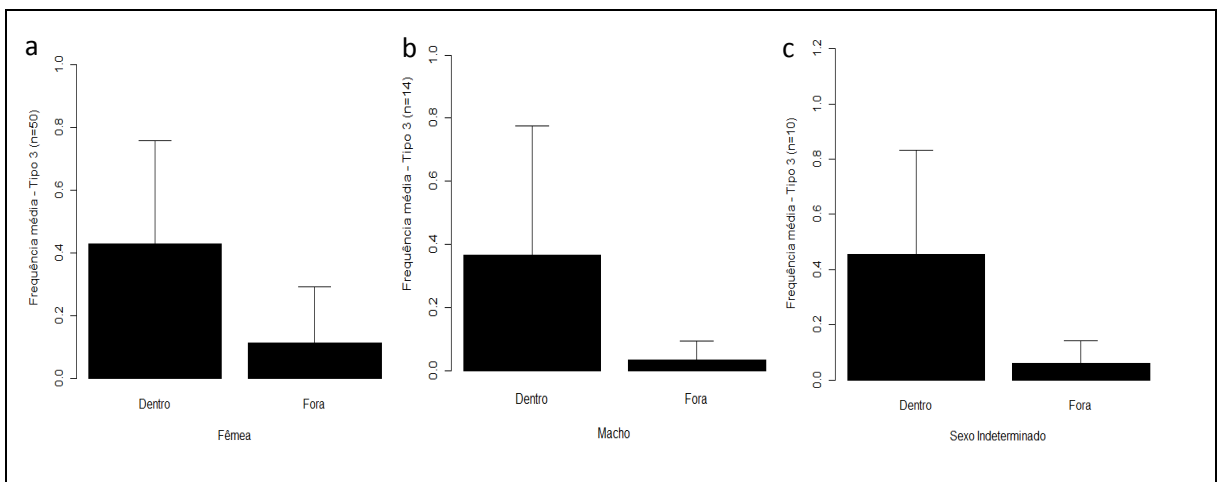 a
Frequência média - Tipo 3 (n=50)
1.0
0.8
0.6
0.4
0.2
0.0
Dentro
Fora
Fêmea
b
Frequência média - Tipo 3 (n=14)
1.0
0.8
0.6
0.4
0.2
0.0
Dentro
Fora
Macho
c
Frequência média - Tipo 3 (n=10)
1.2
1.0
0.8
0.6
0.4
0.2
0.0
Dentro
Fora
Sexo Indeterminado